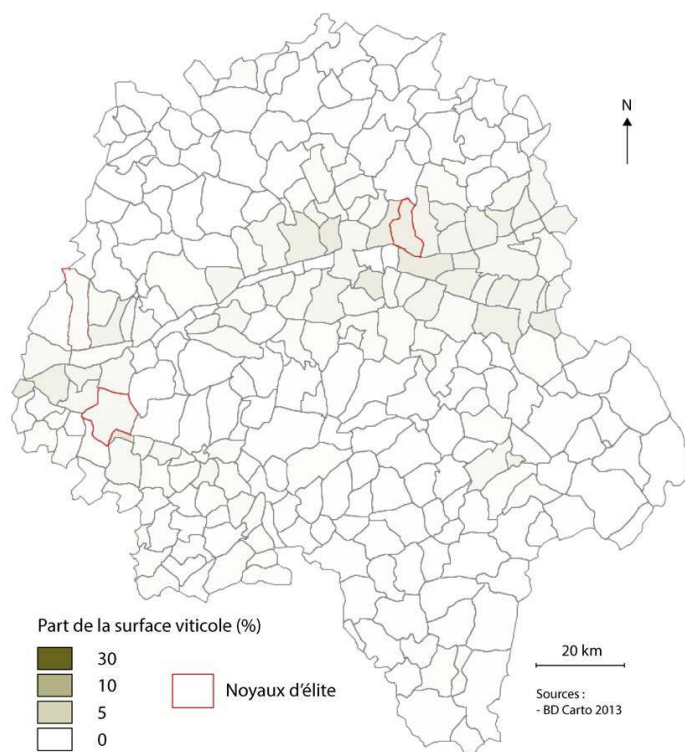 N
Part de la surface viticole (%)
30
10
5
0
Noyaux d'élite
20 km
Sources :
- BD Carto 2013